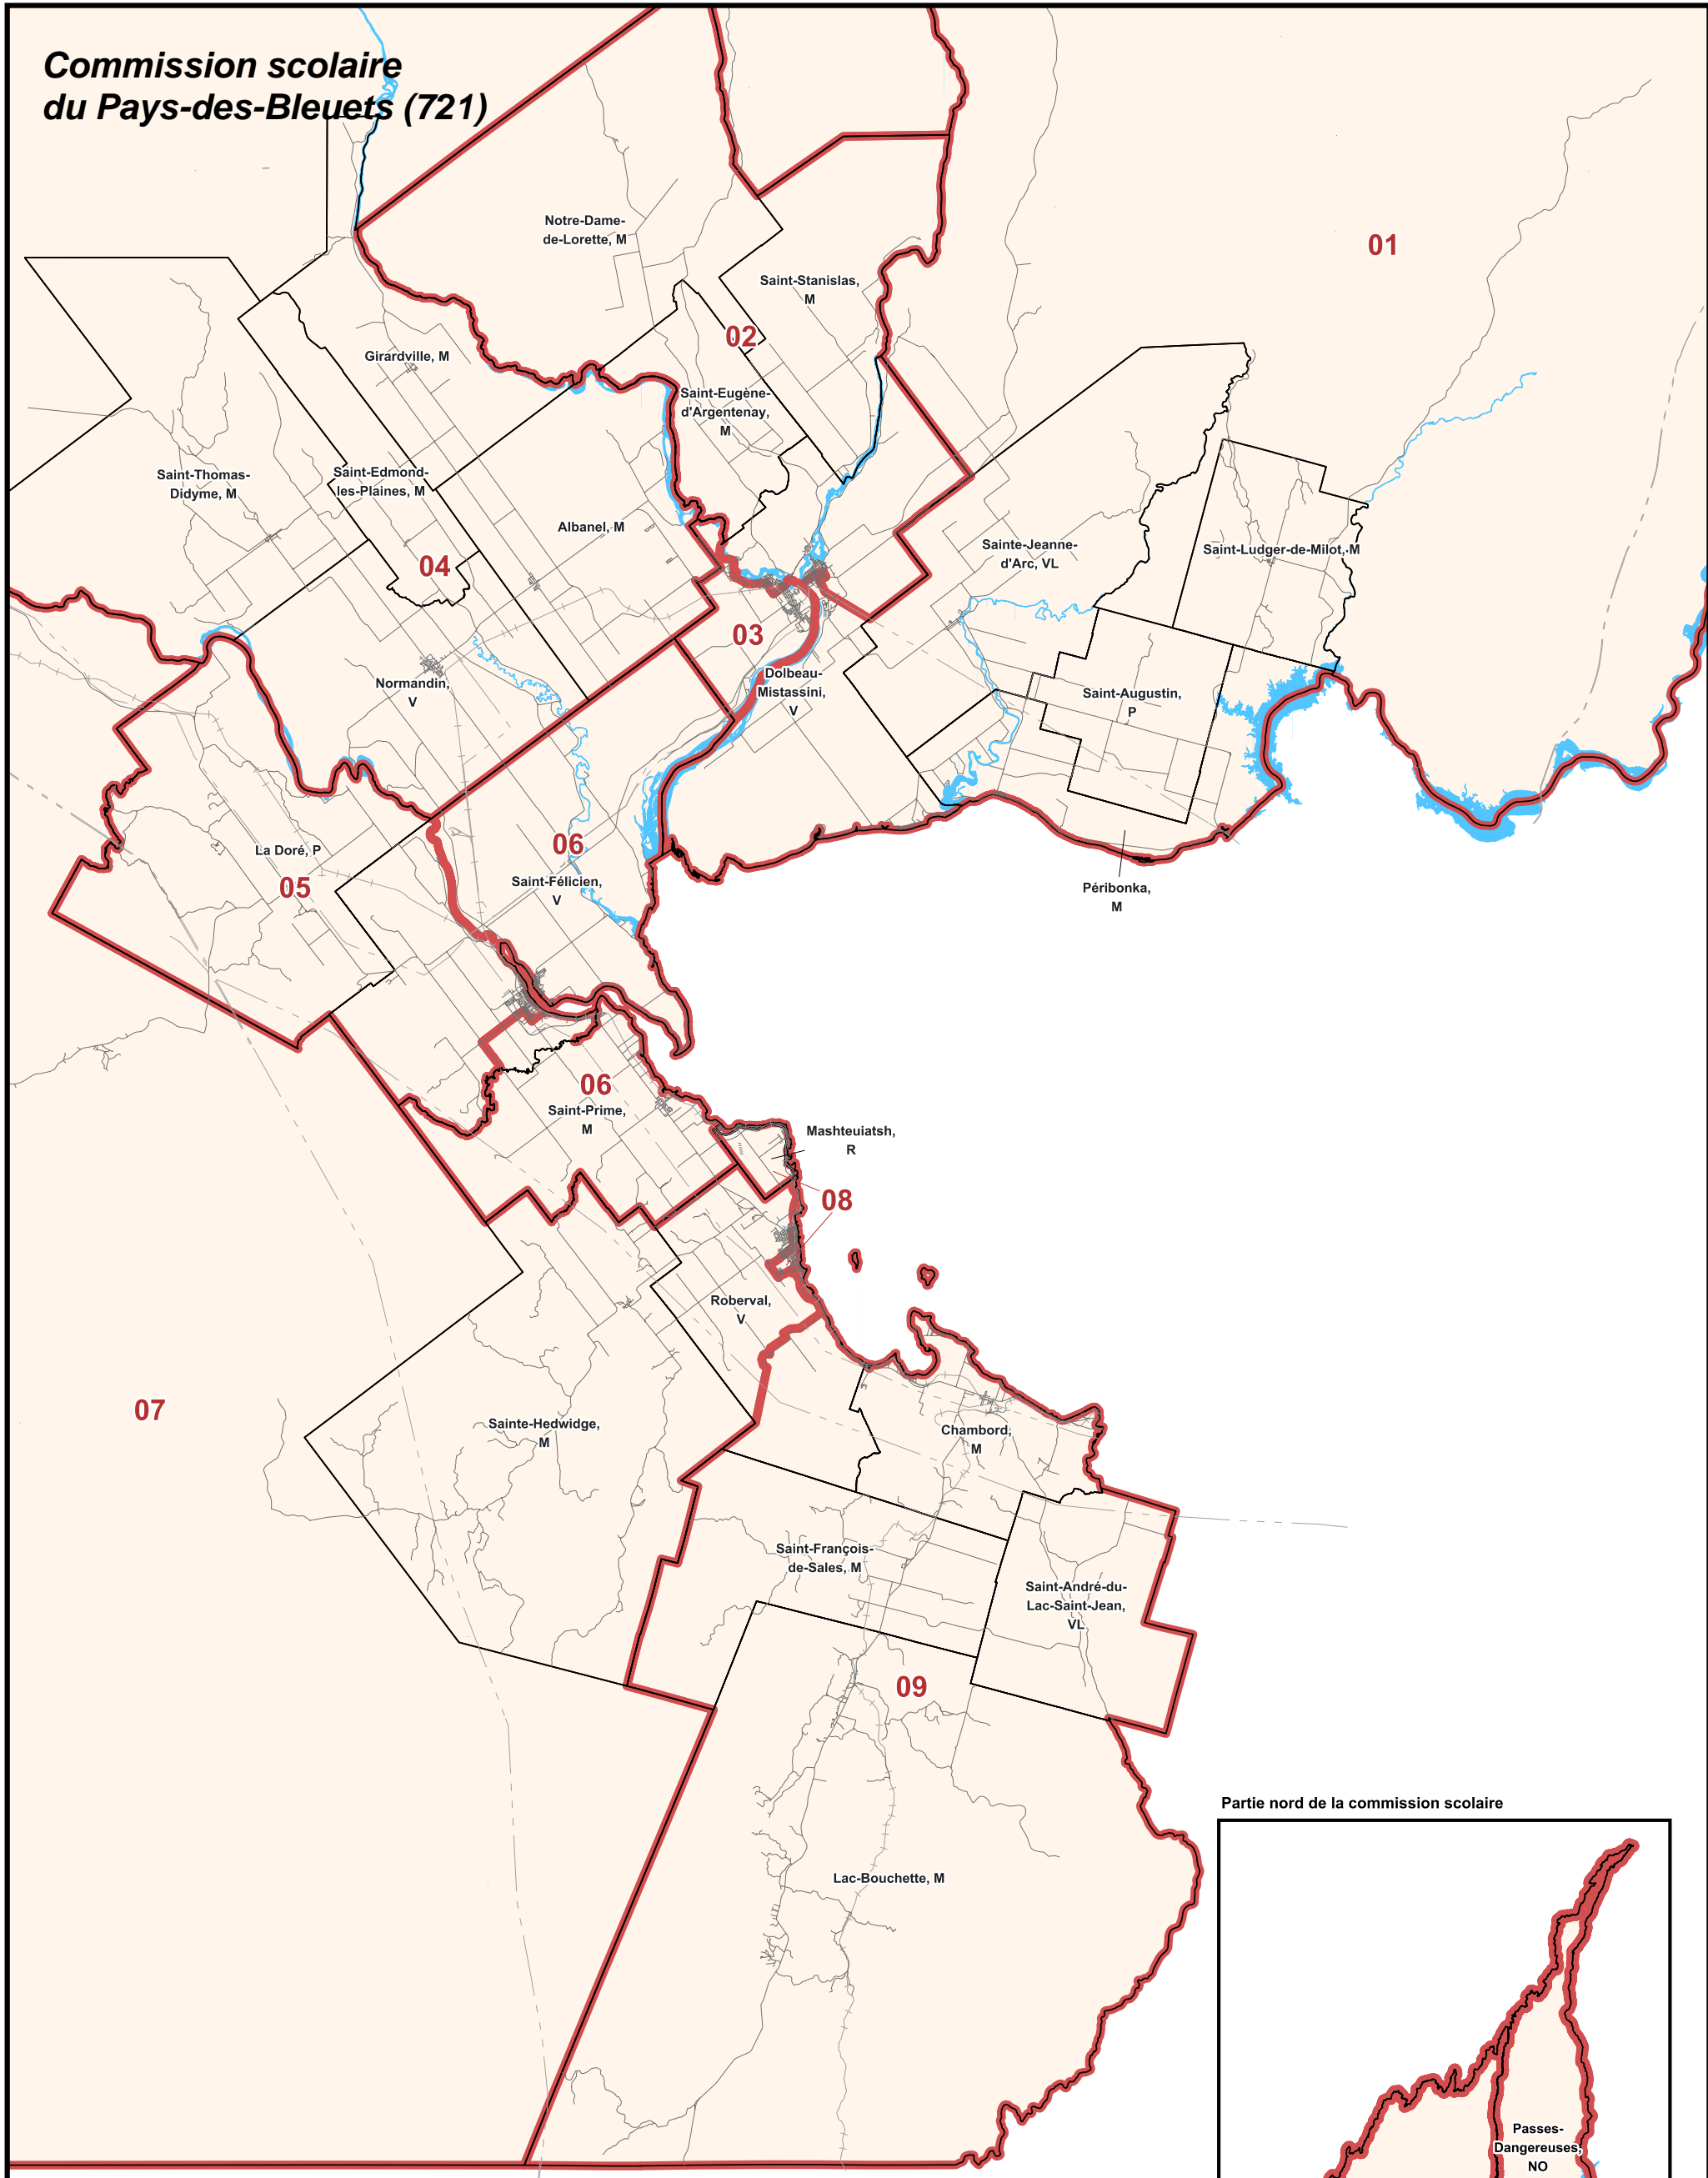 Commission scolaire
du Pays-des-Bleuets (721)
Notre-Dame-
de-Lorette, M
01
Saint-Stanislas,
M
02
Girardville, M
Saint-Eugène-
d'Argentenay,
M
Saint-Thomas-
Didyme, M
Saint-Edmond-
les-Plaines, M
Albanel, M
04
Sainte-Jeanne-
d'Arc, VL
Saint-Ludger-de-Milot, M
03
Normandin,
V
Dolbeau-
Mistassini,
V
Saint-Augustin,
P
La Doré, P
05
06
Saint-Félicien,
V
Péribonka,
M
06
Saint-Prime,
M
Mashteuiatsh,
R
08
Roberval,
V
07
Sainte-Hedwidge,
M
Chambord,
M
Saint-François-
de-Sales, M
Saint-André-du-
Lac-Saint-Jean,
VL
09
Lac-Bouchette, M
Partie nord de la commission scolaire
Passes-
Dangereuses,
NO